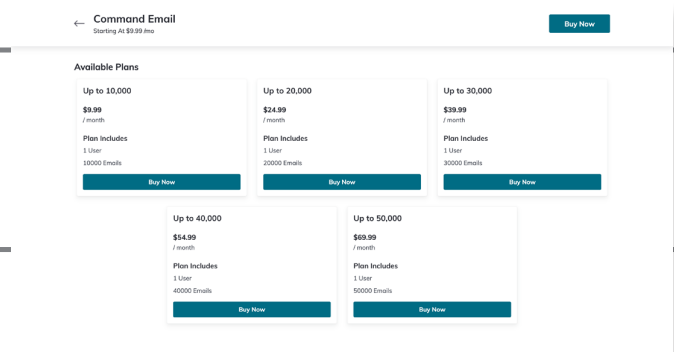 Command Email
Starting At $9.99 /mo
Buy Now
Available Plans
Up to 10,000
$9.99
/ month
Plan Includes
1 User
10000 Emails
Buy Now
Up to 20,000
$24.99
/ month
Plan Includes
1 User
20000 Emails
Buy Now
Up to 30,000
$39.99
/ month
Plan Includes
1 User
30000 Emails
Buy Now
Up to 40,000
$54.99
/ month
Plan Includes
1 User
40000 Emails
Buy Now
Up to 50,000
$69.99
/ month
Plan Includes
1 User
50000 Emails
Buy Now